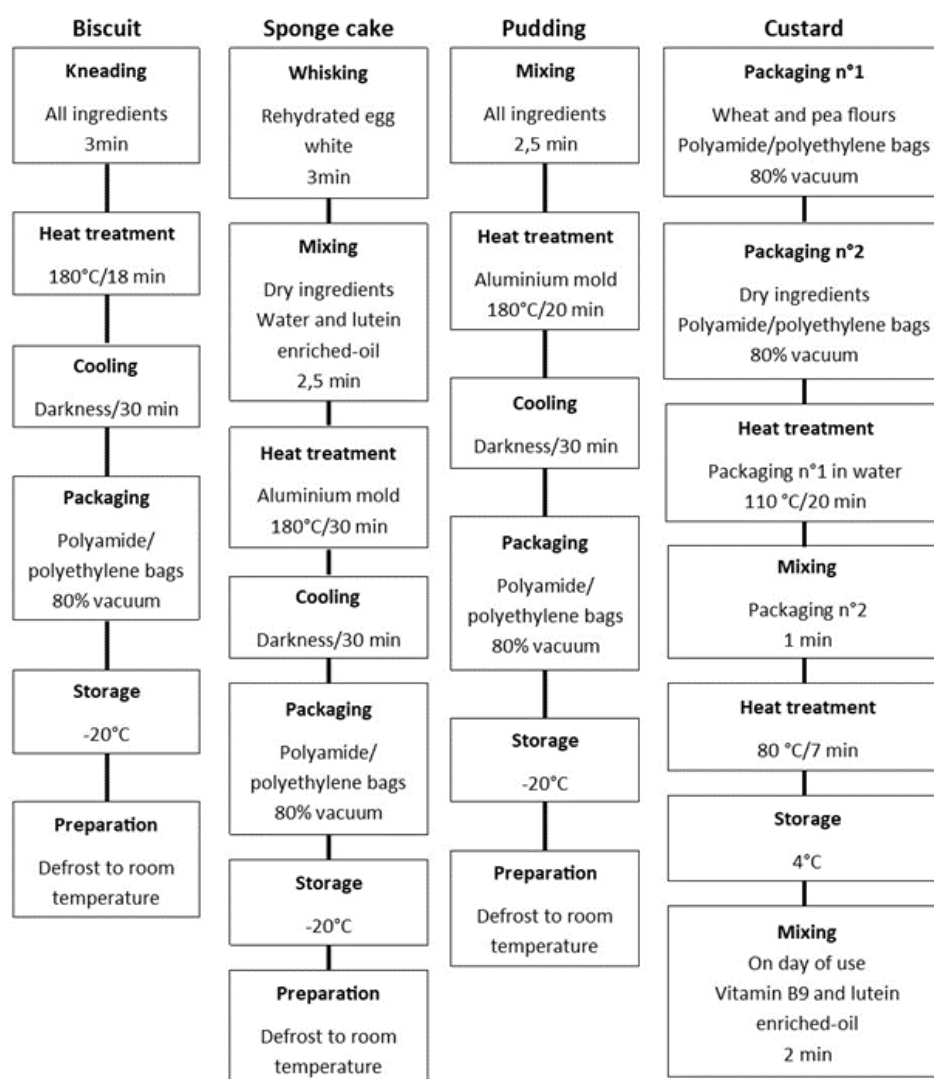 Biscuit
Kneading
All ingredients
3min
Heat treatment
180°C/18 min
Cooling
Darkness/30 min
Packaging
Polyamide/
polyethylene bags
80% vacuum
Storage
-20°C
Preparation
Defrost to room
temperature
Sponge cake
Whisking
Rehydrated egg
white
3min
Mixing
Dry ingredients
Water and lutein
enriched-oil
2,5 min
Heat treatment
Aluminium mold
180°C/30 min
Cooling
Darkness/30 min
Packaging
Polyamide/
polyethylene bags
80% vacuum
Storage
-20°C
Preparation
Defrost to room
temperature
Pudding
Mixing
All ingredients
2,5 min
Heat treatment
Aluminium mold
180°C/20 min
Cooling
Darkness/30 min
Packaging
Polyamide/
polyethylene bags
80% vacuum
Storage
-20°C
Preparation
Defrost to room
temperature
Custard
Packaging n°1
Wheat and pea flours
Polyamide/polyethylene bags
80% vacuum
Packaging n°2
Dry ingredients
Polyamide/polyethylene bags
80% vacuum
Heat treatment
Packaging n°1 in water
110 °C/20 min
Mixing
Packaging n°2
1 min
Heat treatment
80 °C/7 min
Storage
4°C
Mixing
On day of use
Vitamin B9 and lutein
enriched-oil
2 min